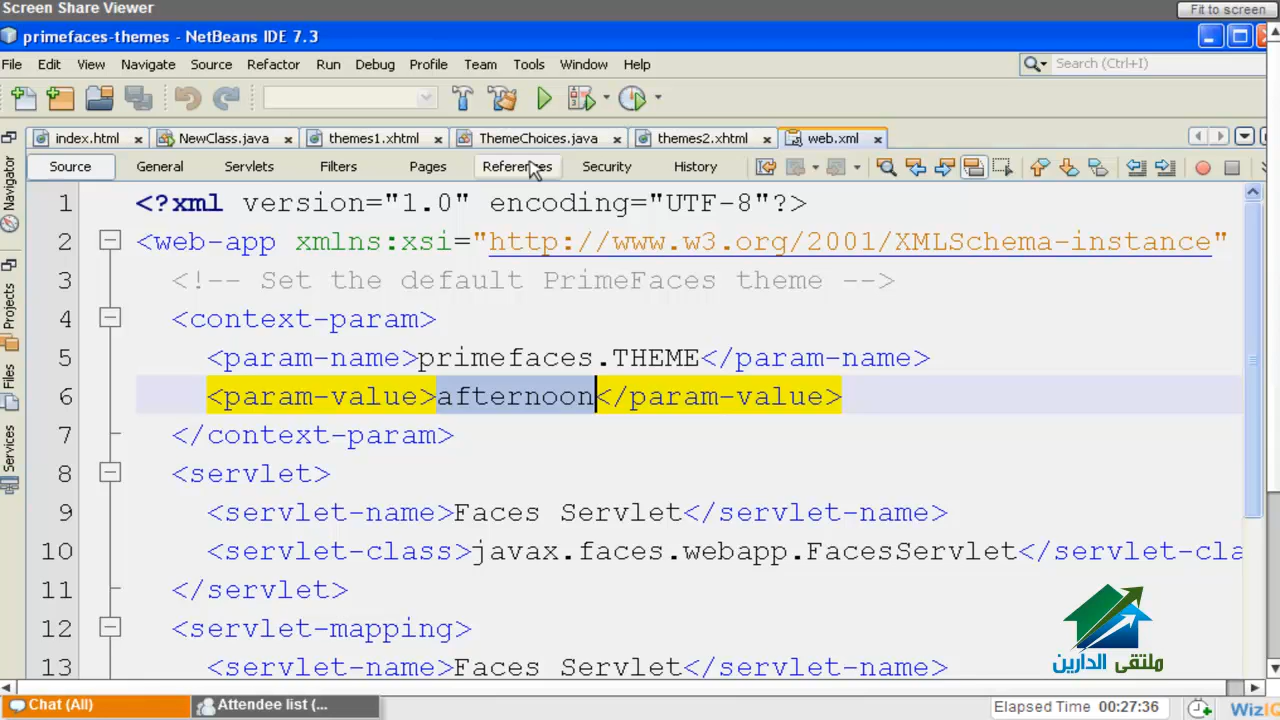 Screen Share Viewer
Fit to screen
primefaces-themes - NetBeans IDE 7.3
File Edit View Navigate Source Refactor Run Debug Profile Team Tools Window Help
Search (Ctrl+I)
index.html NewClass.java themes1.xhtml ThemeChoices.java themes2.xhtml web.xml
Source General Servlets Filters Pages References Security History
Navigator
Projects
Files
Services
1 <?xml version="1.0" encoding="UTF-8"?>
2 <web-app xmlns:xsi="http://www.w3.org/2001/XMLSchema-instance"
3 <!-- Set the default PrimeFaces theme -->
4 <context-param>
5 <param-name>primefaces.THEME</param-name>
6 <param-value>afternoon</param-value>
7 </context-param>
8 <servlet>
9 <servlet-name>Faces Servlet</servlet-name>
10 <servlet-class>javax.faces.webapp.FacesServlet</servlet-cla
11 </servlet>
12 <servlet-mapping>
13 <servlet-name>Faces Servlet</servlet-name>
ملتقى الدارين
Chat (All)
Attendee list (...
Elapsed Time 00:27:36
WizIQ